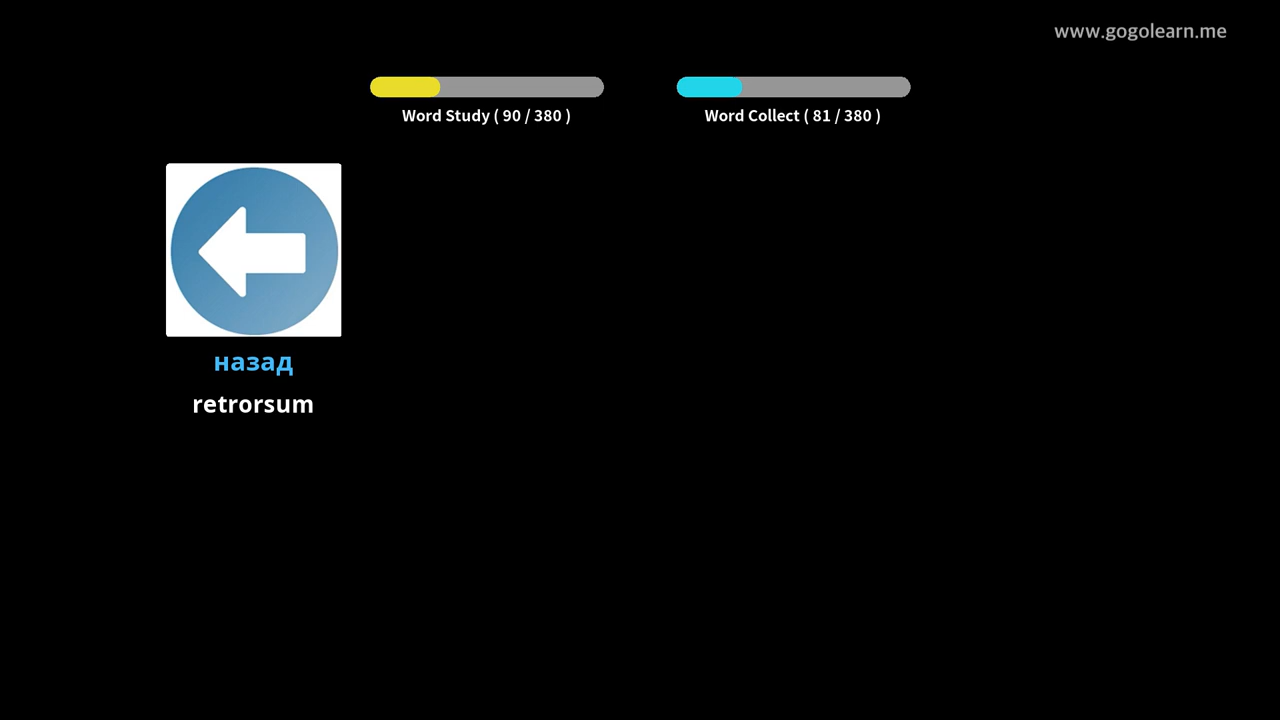 www.gogolearn.me
Word Study ( 90 / 380 )
Word Collect ( 81 / 380 )
назад
retrorsum